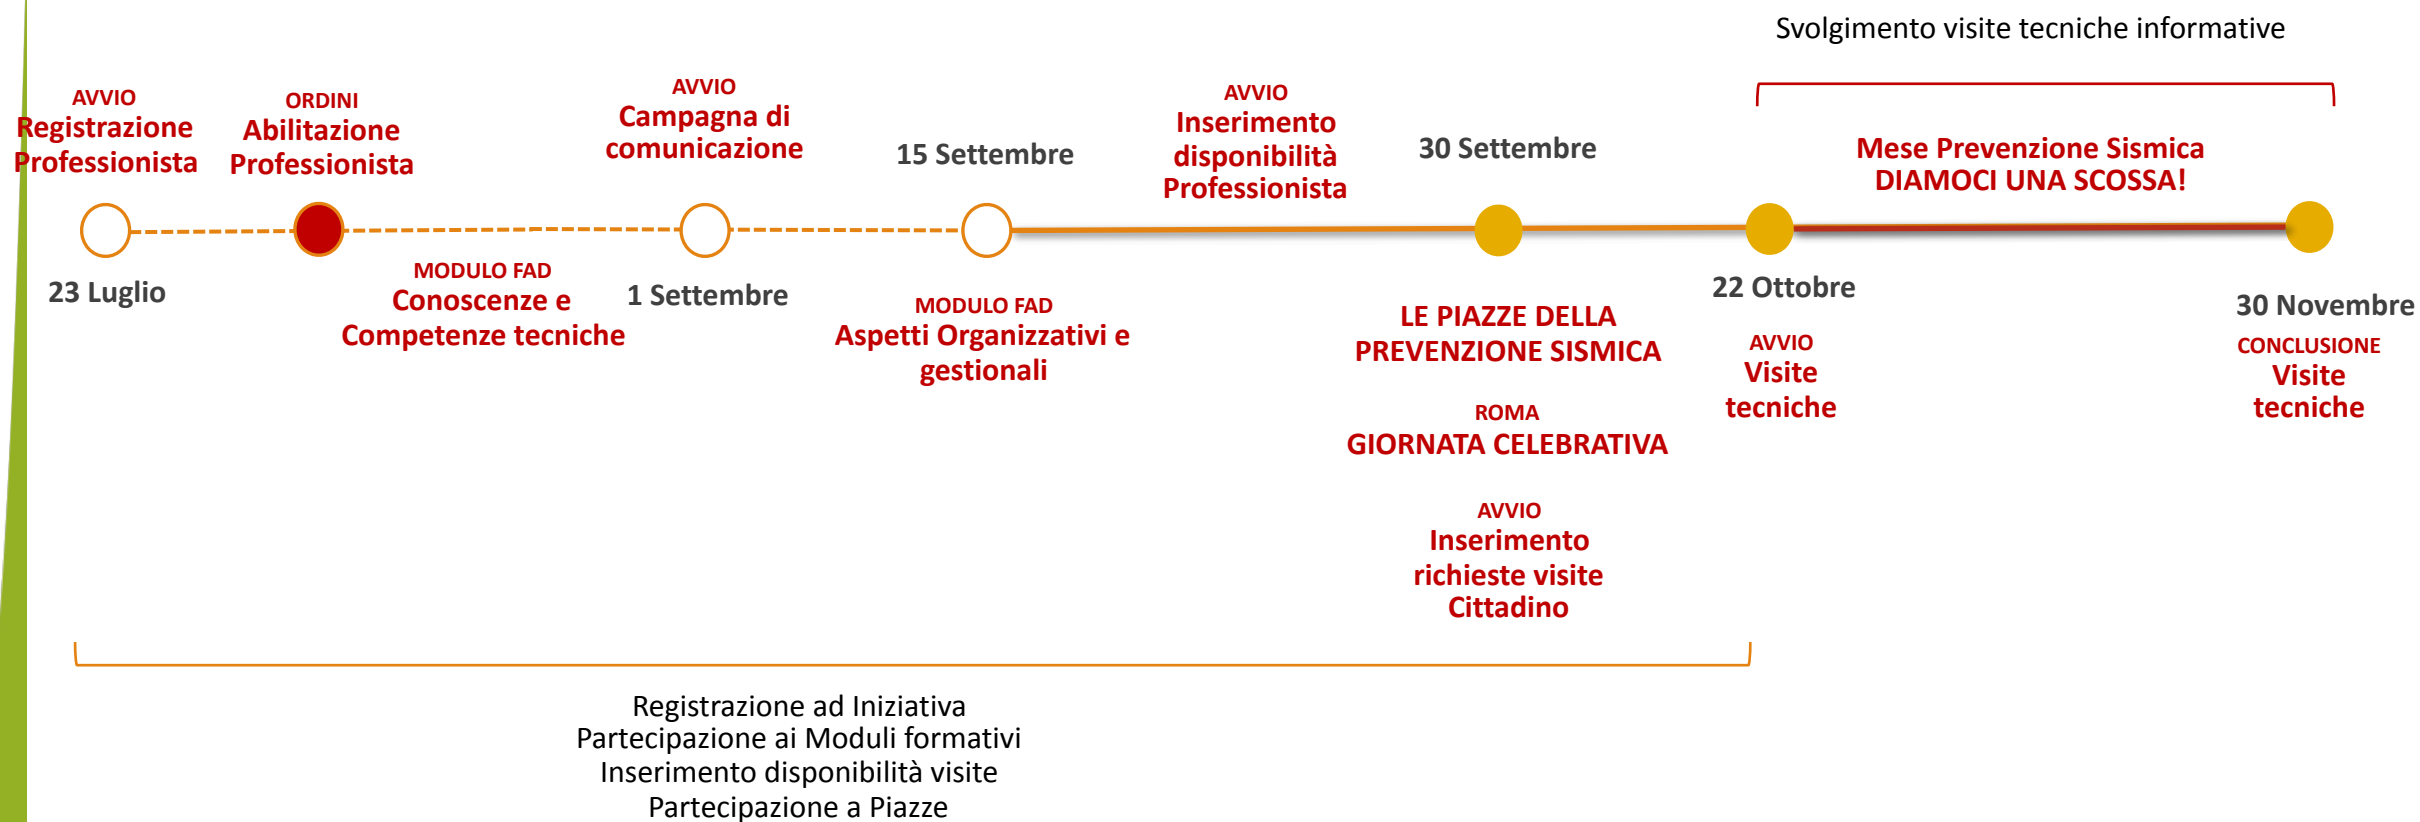 Svolgimento visite tecniche informative
AVVIO
Registrazione
Professionista
ORDINI
Abilitazione
Professionista
AVVIO
Campagna di
comunicazione
15 Settembre
AVVIO
Inserimento
disponibilità
Professionista
30 Settembre
Mese Prevenzione Sismica
DIAMOCI UNA SCOSSA!
23 Luglio
MODULO FAD
Conoscenze e
Competenze tecniche
1 Settembre
MODULO FAD
Aspetti Organizzativi e
gestionali
LE PIAZZE DELLA
PREVENZIONE SISMICA
ROMA
GIORNATA CELEBRATIVA
AVVIO
Inserimento
richieste visite
Cittadino
22 Ottobre
AVVIO
Visite
tecniche
30 Novembre
CONCLUSIONE
Visite
tecniche
Registrazione ad Iniziativa
Partecipazione ai Moduli formativi
Inserimento disponibilità visite
Partecipazione a Piazze